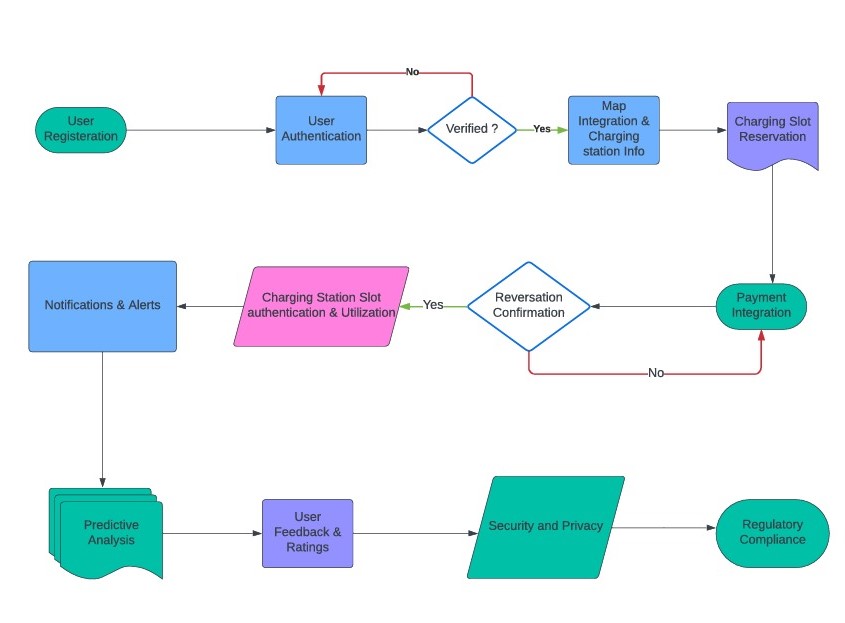 No
User
Registeration
User
Authentication
Verified ?
Yes
Map
Integration &
Charging
station Info
Charging Slot
Reservation
Notifications & Alerts
Charging Station Slot
authentication & Utilization
Yes
Reversation
Confirmation
Payment
Integration
No
Predictive
Analysis
User
Feedback &
Ratings
Security and Privacy
Regulatory
Compliance